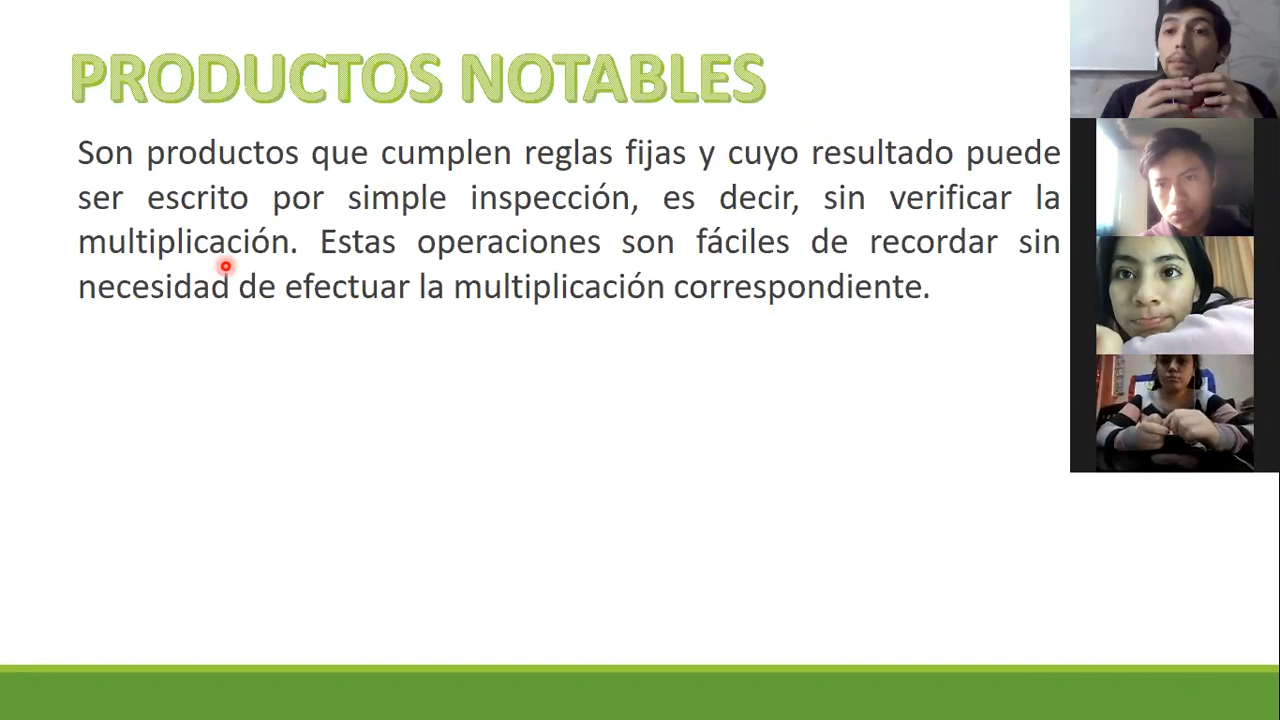 PRODUCTOS NOTABLES
Son productos que cumplen reglas fijas y cuyo resultado puede
ser escrito por simple inspección, es decir, sin verificar la
multiplicación. Estas operaciones son fáciles de recordar sin
necesidad de efectuar la multiplicación correspondiente.